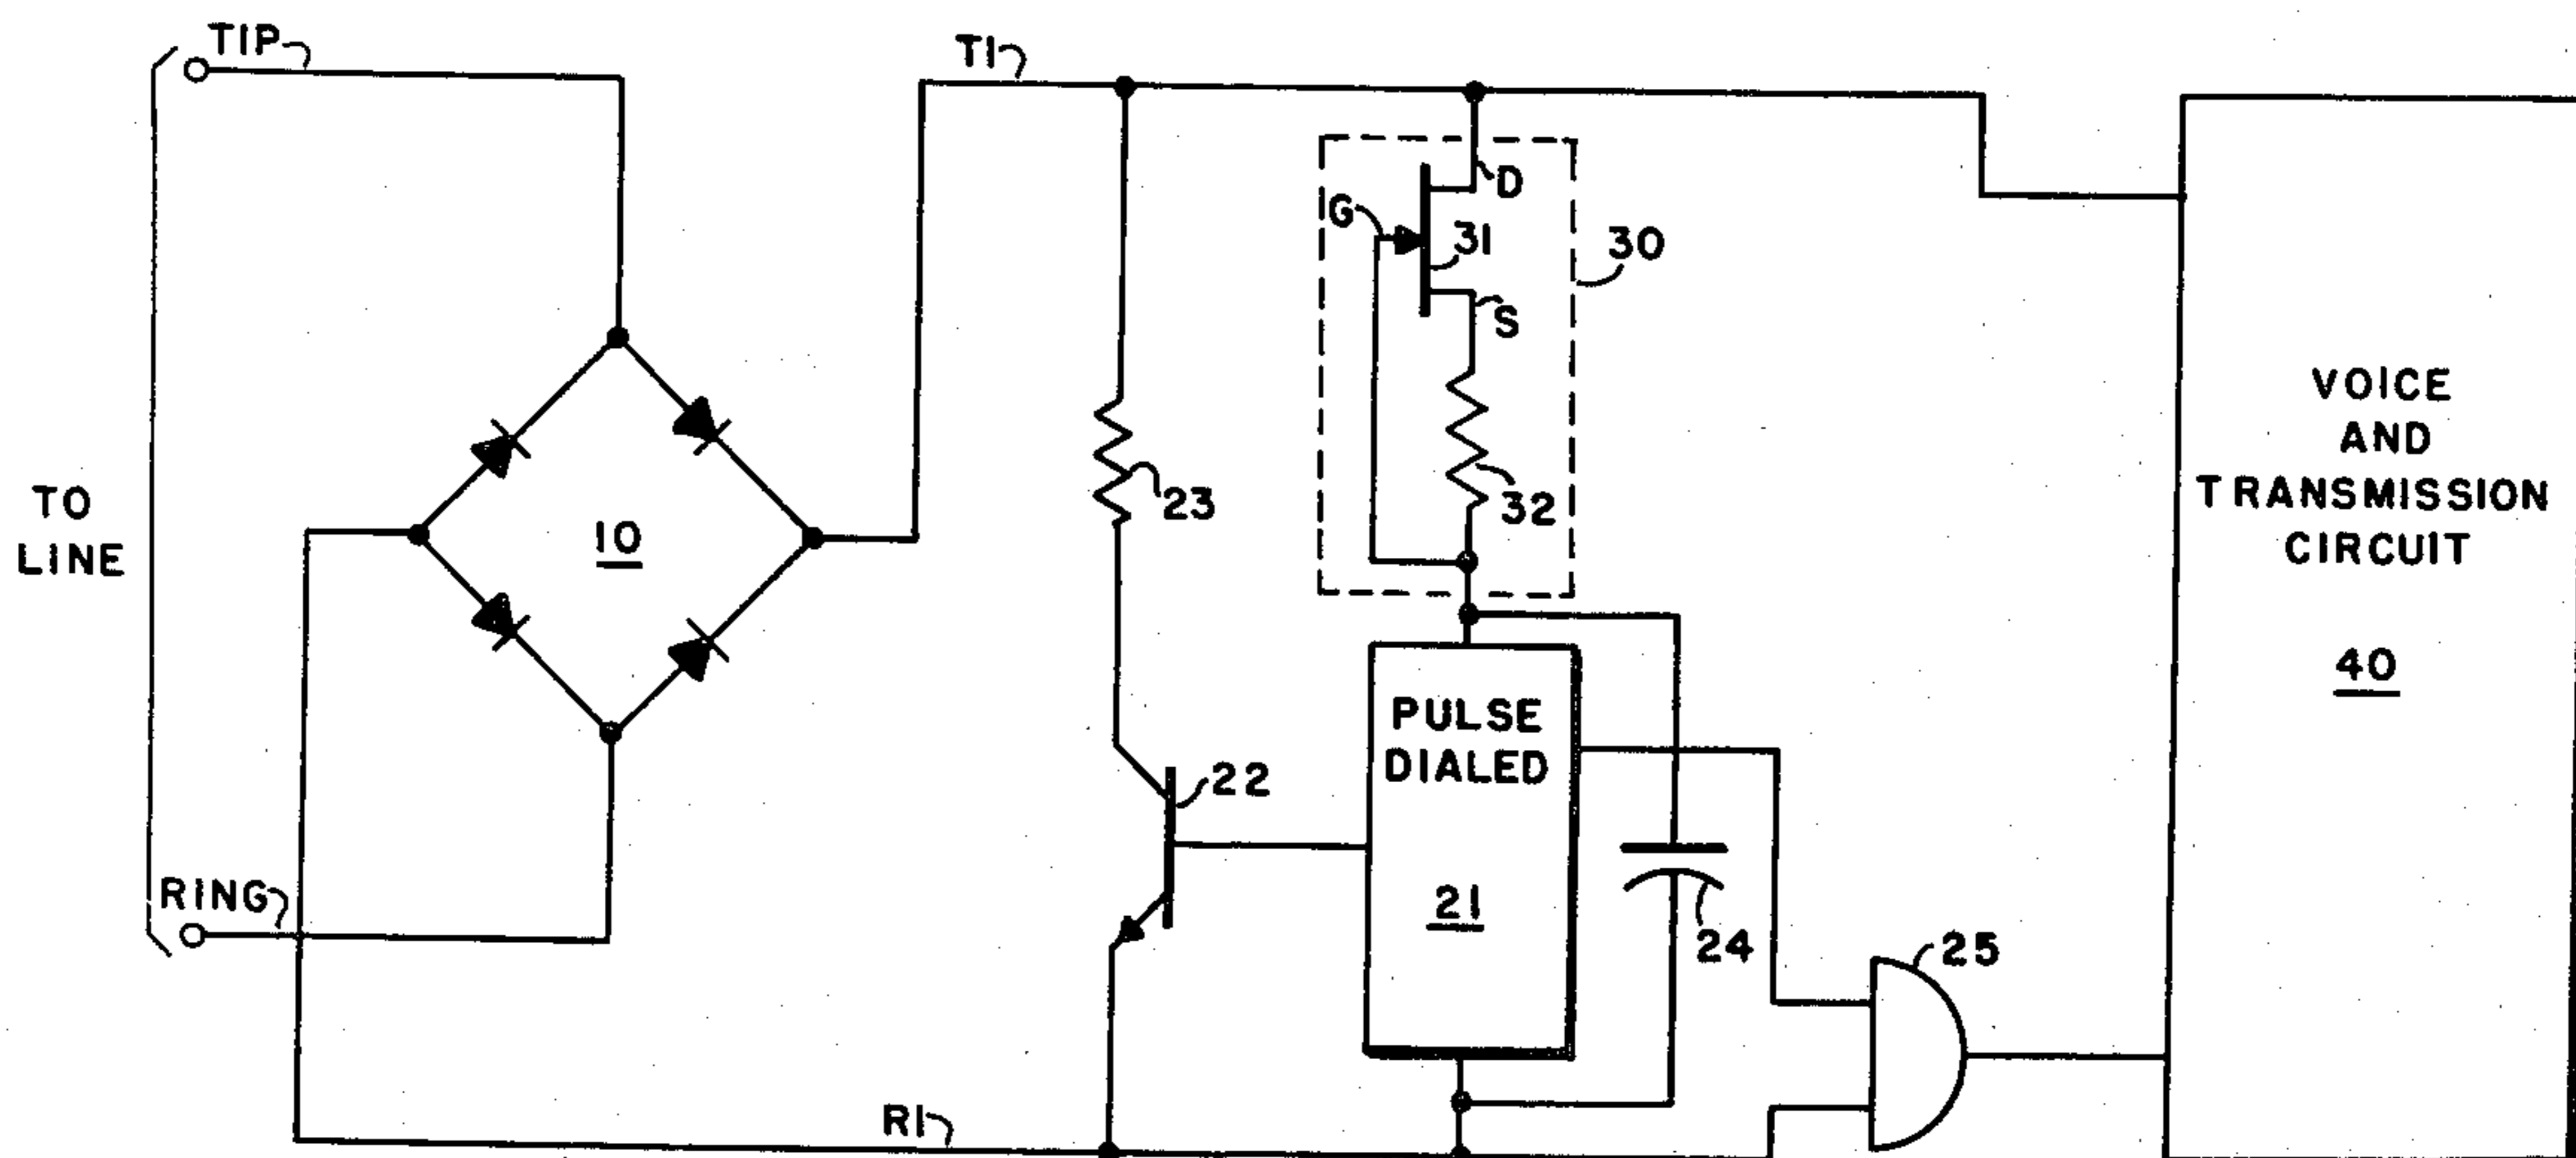 TIP
T1
D
G
31
30
S
TO
LINE
10
23
32
VOICE
AND
TRANSMISSION
CIRCUIT
40
PULSE
DIALED
22
21
24
25
RING
R1